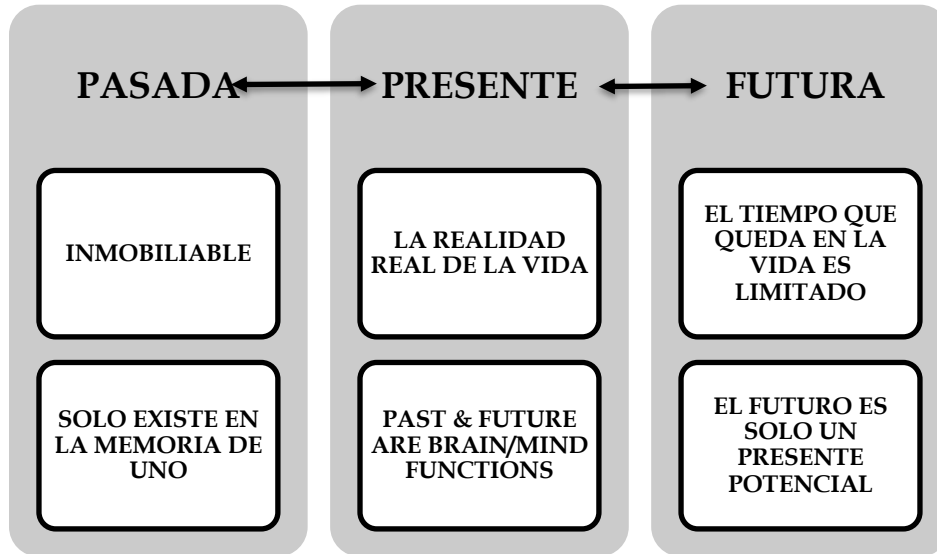 PASADA
INMOBILIABLE
SOLO EXISTE EN
LA MEMORIA DE
UNO
PRESENTE
LA REALIDAD
REAL DE LA VIDA
PAST & FUTURE
ARE BRAIN/MIND
FUNCTIONS
FUTURA
EL TIEMPO QUE
QUEDA EN LA
VIDA ES
LIMITADO
EL FUTURO ES
SOLO UN
PRESENTE
POTENCIAL